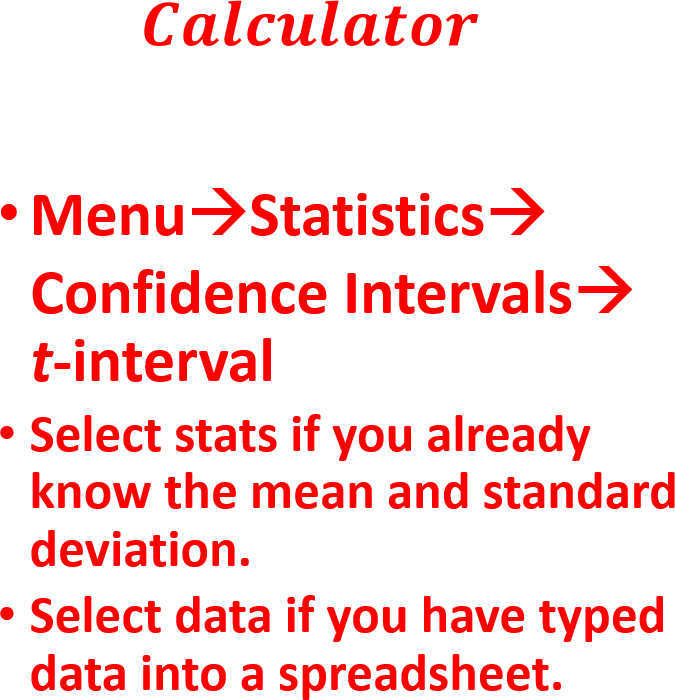 Calculator
• Menu→Statistics→
Confidence Intervals→
t-interval
• Select stats if you already
know the mean and standard
deviation.
• Select data if you have typed
data into a spreadsheet.